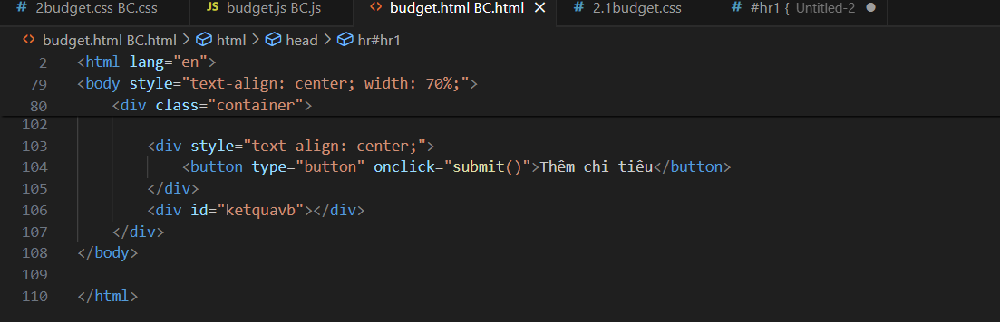 # 2budget.css BC.css JS budget.js BC.js <> budget.html BC.html × # 2.1budget.css # #hr1 { Untitled-2 ●
<> budget.html BC.html > html > head > hr#hr1
2 <html lang="en">
79 <body style="text-align: center; width: 70%;">
80 <div class="container">
102
103 <div style="text-align: center;">
104 <button type="button" onclick="submit()">Thêm chi tiêu</button>
105 </div>
106 <div id="ketquavb"></div>
107 </div>
108 </body>
109
110 </html>